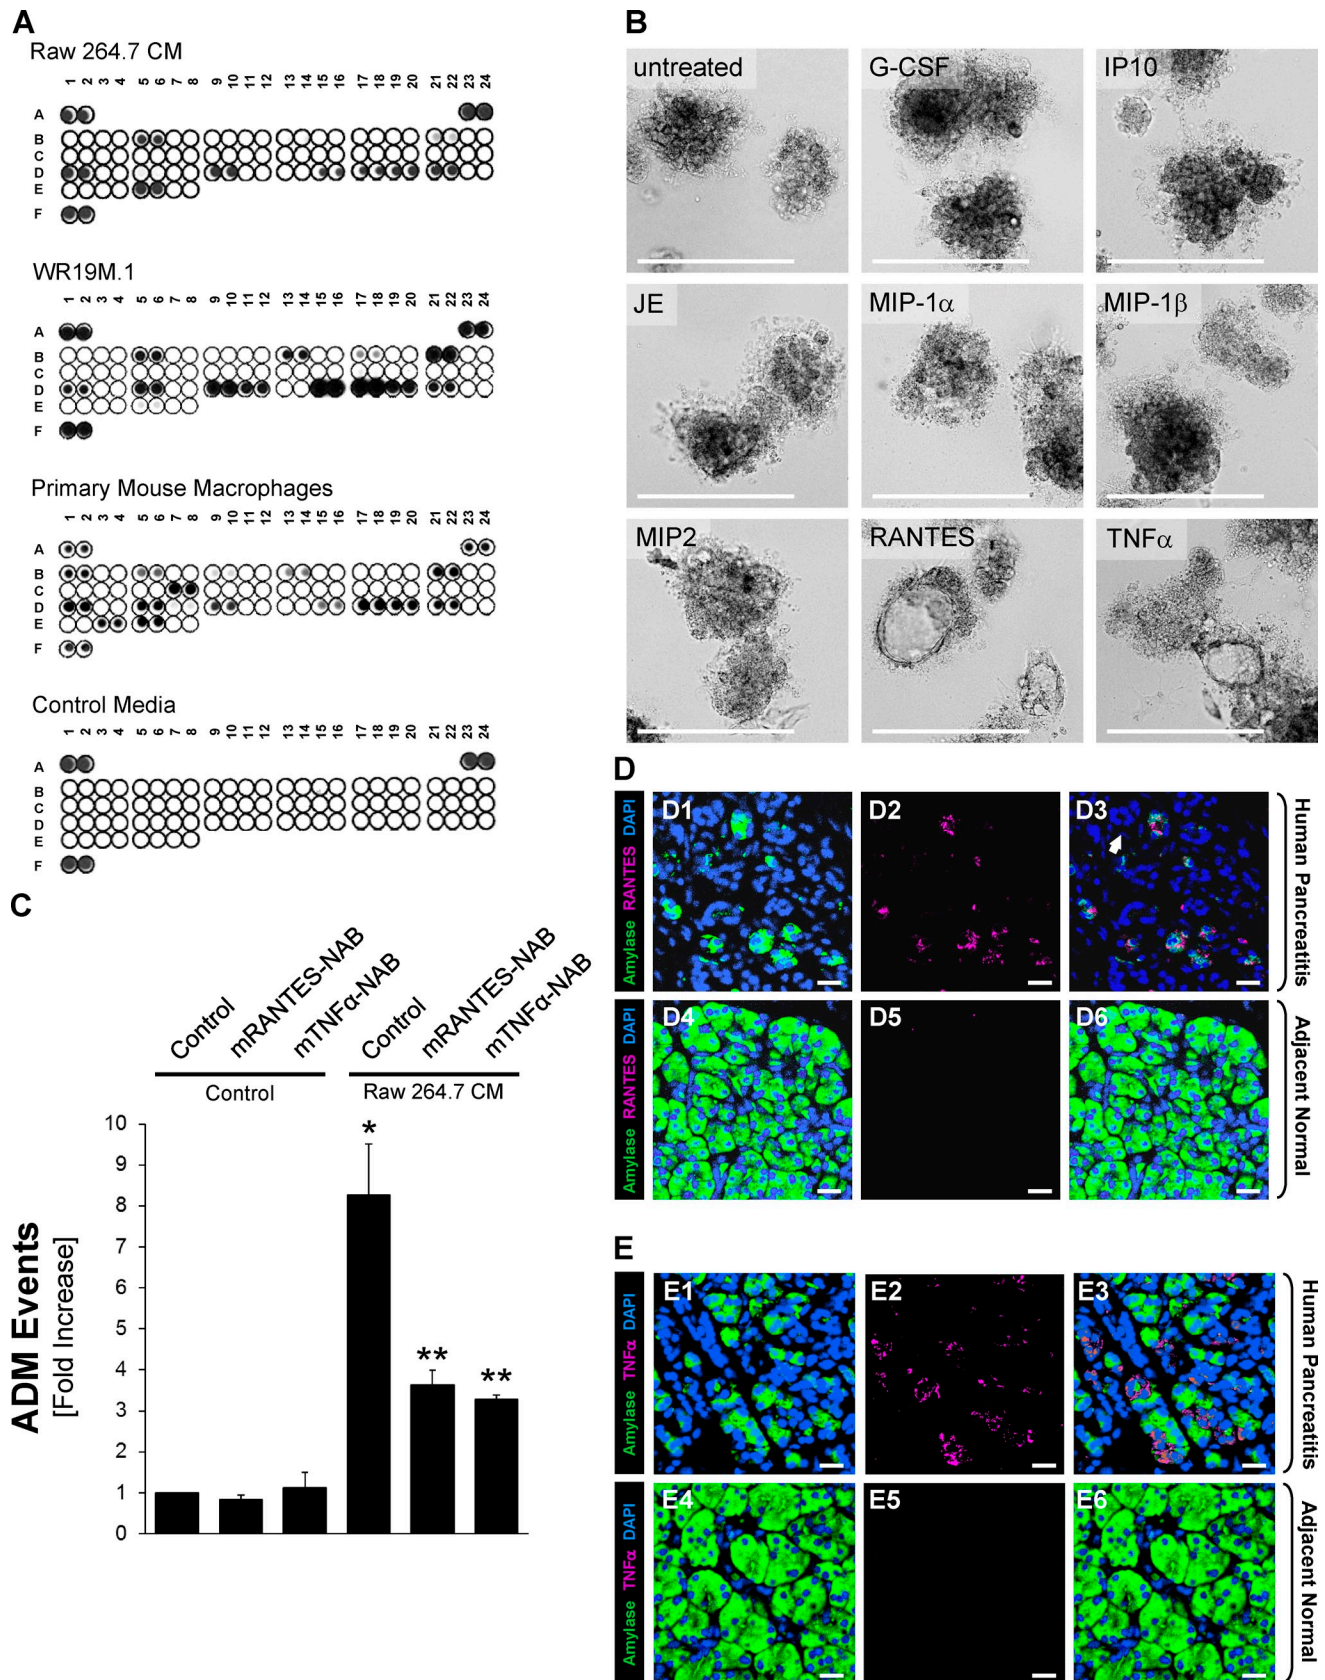 A
Raw 264.7 CM
1 2 3 4 5 6 7 8 9 10 11 12 13 14 15 16 17 18 19 20 21 22 23 24
A
B
C
D
E
F
WR19M.1
1 2 3 4 5 6 7 8 9 10 11 12 13 14 15 16 17 18 19 20 21 22 23 24
A
B
C
D
E
F
Primary Mouse Macrophages
1 2 3 4 5 6 7 8 9 10 11 12 13 14 15 16 17 18 19 20 21 22 23 24
A
B
C
D
E
F
Control Media
1 2 3 4 5 6 7 8 9 10 11 12 13 14 15 16 17 18 19 20 21 22 23 24
A
B
C
D
E
F
B
untreated
G-CSF
IP10
JE
MIP-1α
MIP-1β
MIP2
RANTES
TNFα
C
Control
mRANTES-NAB
mTNFα-NAB
Control
mRANTES-NAB
mTNFα-NAB
Control
Raw 264.7 CM
ADM Events
[Fold Increase]
10
9
8
7
6
5
4
3
2
1
0
*
**
**
D
Amylase RANTES DAPI
D1
D2
D3
Human Pancreatitis
Amylase RANTES DAPI
D4
D5
D6
Adjacent Normal
E
Amylase TNFα DAPI
E1
E2
E3
Human Pancreatitis
Amylase TNFα DAPI
E4
E5
E6
Adjacent Normal